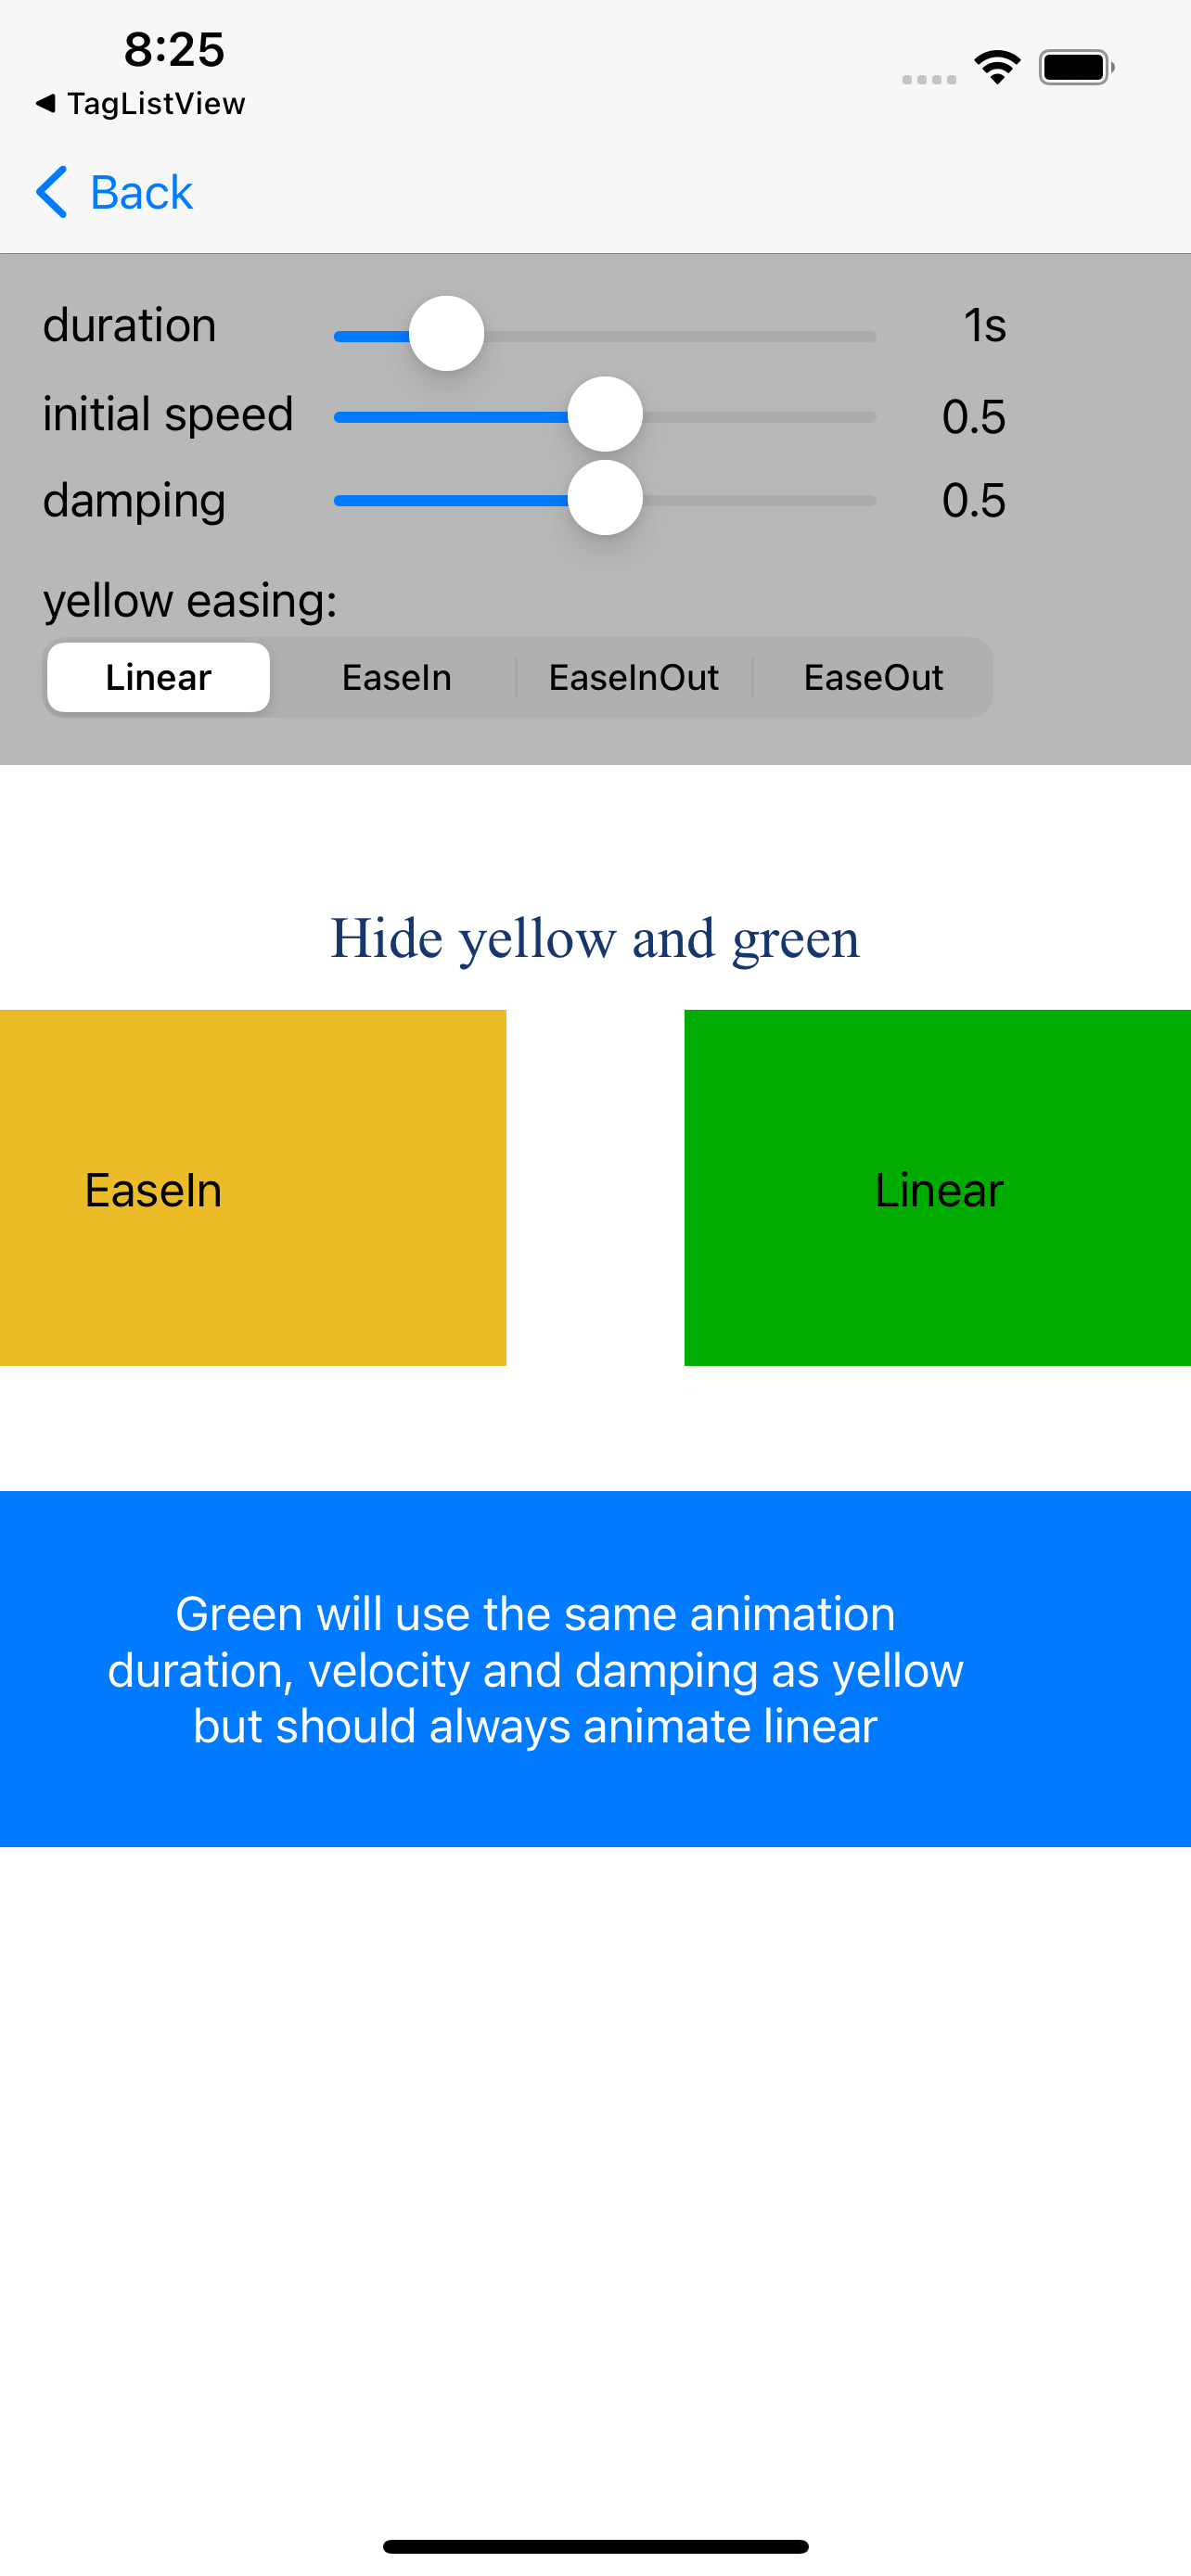 8:25
TagListView
Back
duration
1s
initial speed
0.5
damping
0.5
yellow easing:
Linear EaseIn EaseInOut EaseOut
Hide yellow and green
EaseIn
Linear
Green will use the same animation
duration, velocity and damping as yellow
but should always animate linear